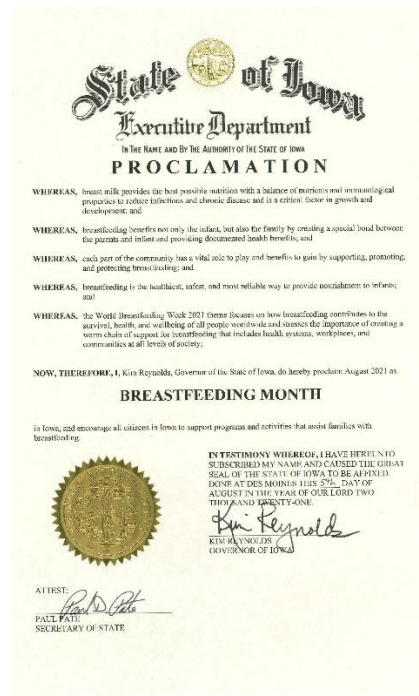 State of Iowa
Executive Department
IN THE NAME AND BY THE AUTHORITY OF THE STATE OF IOWA
PROCLAMATION
WHEREAS, breast milk provides the best possible nutrition with a balance of nutrients and immunological
properties to reduce infections and chronic disease and is a critical factor in growth and
development; and
WHEREAS, breastfeeding benefits not only the infant, but also the family by creating a special bond between
the parents and infant and providing documented health benefits; and
WHEREAS, each part of the community has a vital role to play and benefits to gain by supporting, promoting,
and protecting breastfeeding; and
WHEREAS, breastfeeding is the healthiest, safest, and most reliable way to provide nourishment to infants;
and
WHEREAS, the World Breastfeeding Week 2021 theme focuses on how breastfeeding contributes to the
survival, health, and wellbeing of all people worldwide and stresses the importance of creating a
warm chain of support for breastfeeding that includes health systems, workplaces, and
communities at all levels of society;
NOW, THEREFORE, I, Kim Reynolds, Governor of the State of Iowa, do hereby proclaim August 2021 as
BREASTFEEDING MONTH
in Iowa, and encourage all citizens in Iowa to support programs and activities that assist families with
breastfeeding.
IN TESTIMONY WHEREOF, I HAVE HEREUNTO
SUBSCRIBED MY NAME AND CAUSED THE GREAT
SEAL OF THE STATE OF IOWA TO BE AFFIXED.
DONE AT DES MOINES THIS 5th DAY OF
AUGUST IN THE YEAR OF OUR LORD TWO
THOUSAND TWENTY-ONE.
Kim Reynolds
KIM REYNOLDS
GOVERNOR OF IOWA
ATTEST:
Paul D. Pate
PAUL PATE
SECRETARY OF STATE